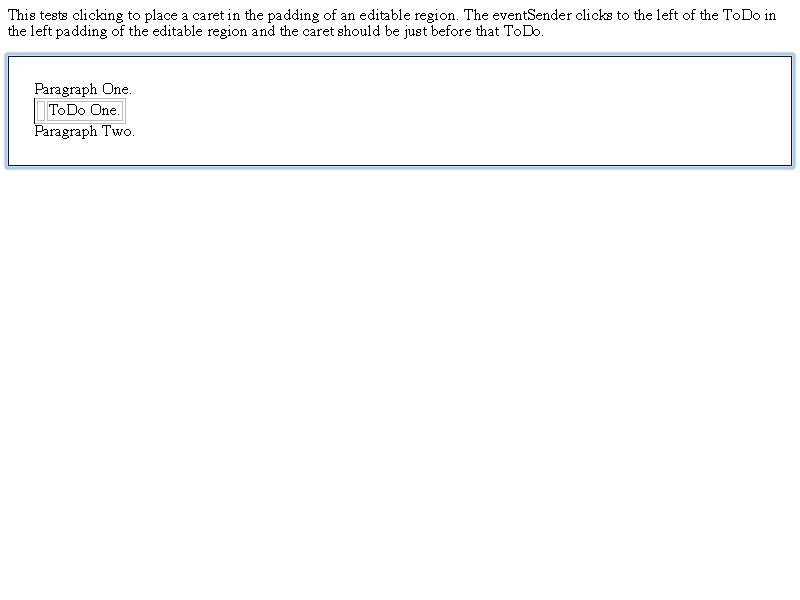 This tests clicking to place a caret in the padding of an editable region. The eventSender clicks to the left of the ToDo in
the left padding of the editable region and the caret should be just before that ToDo.
Paragraph One.
ToDo One.
Paragraph Two.